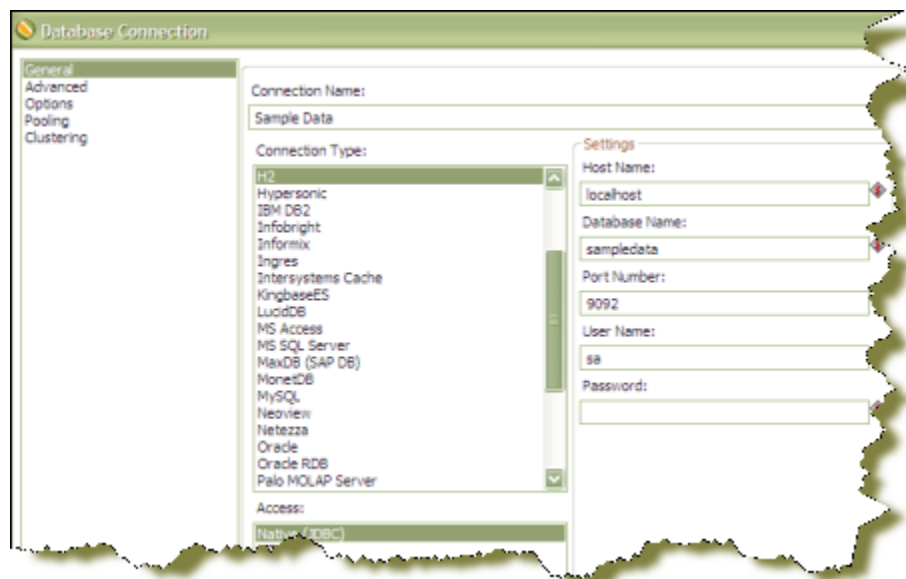 Database Connection
General
Advanced
Options
Pooling
Clustering
Connection Name:
Sample Data
Connection Type:
H2
Hypersonic
IBM DB2
Infobright
Informix
Ingres
Intersystems Cache
KingbaseES
LucidDB
MS Access
MS SQL Server
MaxDB (SAP DB)
MonetDB
MySQL
Neoview
Netezza
Oracle
Oracle RDB
Palo MOLAP Server
Access:
Native (JDBC)
Settings
Host Name:
localhost
Database Name:
sampledata
Port Number:
9092
User Name:
sa
Password: